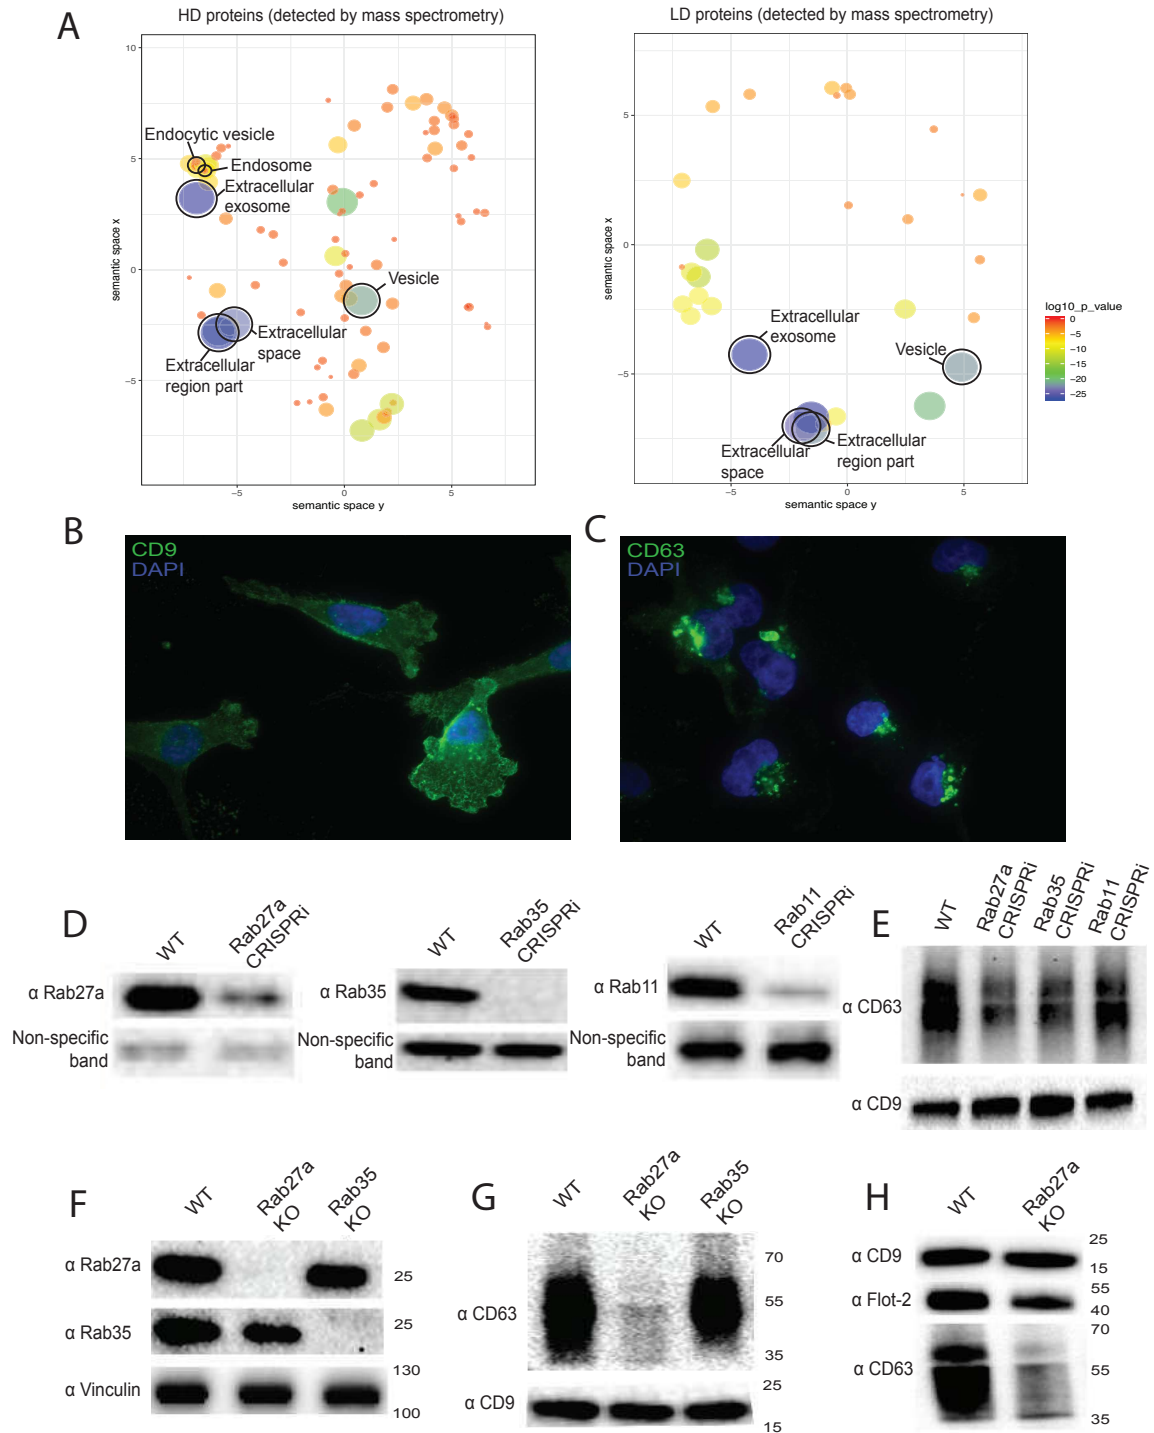 A
HD proteins (detected by mass spectrometry)
LD proteins (detected by mass spectrometry)
10
5
0
−5
semantic space x
Endocytic vesicle
Endosome
Extracellular
exosome
Vesicle
Extracellular
space
Extracellular
region part
−5
0
5
semantic space y
5
0
−5
semantic space x
Extracellular
exosome
Vesicle
Extracellular
space
Extracellular
region part
−5
0
5
semantic space y
log10_p_value
0
−5
−10
−15
−20
−25
B
CD9
DAPI
C
CD63
DAPI
D
WT
Rab27a
CRISPRi
α Rab27a
Non-specific
band
WT
Rab35
CRISPRi
α Rab35
Non-specific
band
WT
Rab11
CRISPRi
α Rab11
Non-specific
band
E
WT
Rab27a
CRISPRi
Rab35
CRISPRi
Rab11
CRISPRi
α CD63
α CD9
F
WT
Rab27a
KO
Rab35
KO
α Rab27a
25
α Rab35
25
α Vinculin
130
100
G
WT
Rab27a
KO
Rab35
KO
α CD63
70
55
35
α CD9
25
15
H
WT
Rab27a
KO
α CD9
25
15
α Flot-2
55
40
α CD63
70
55
35